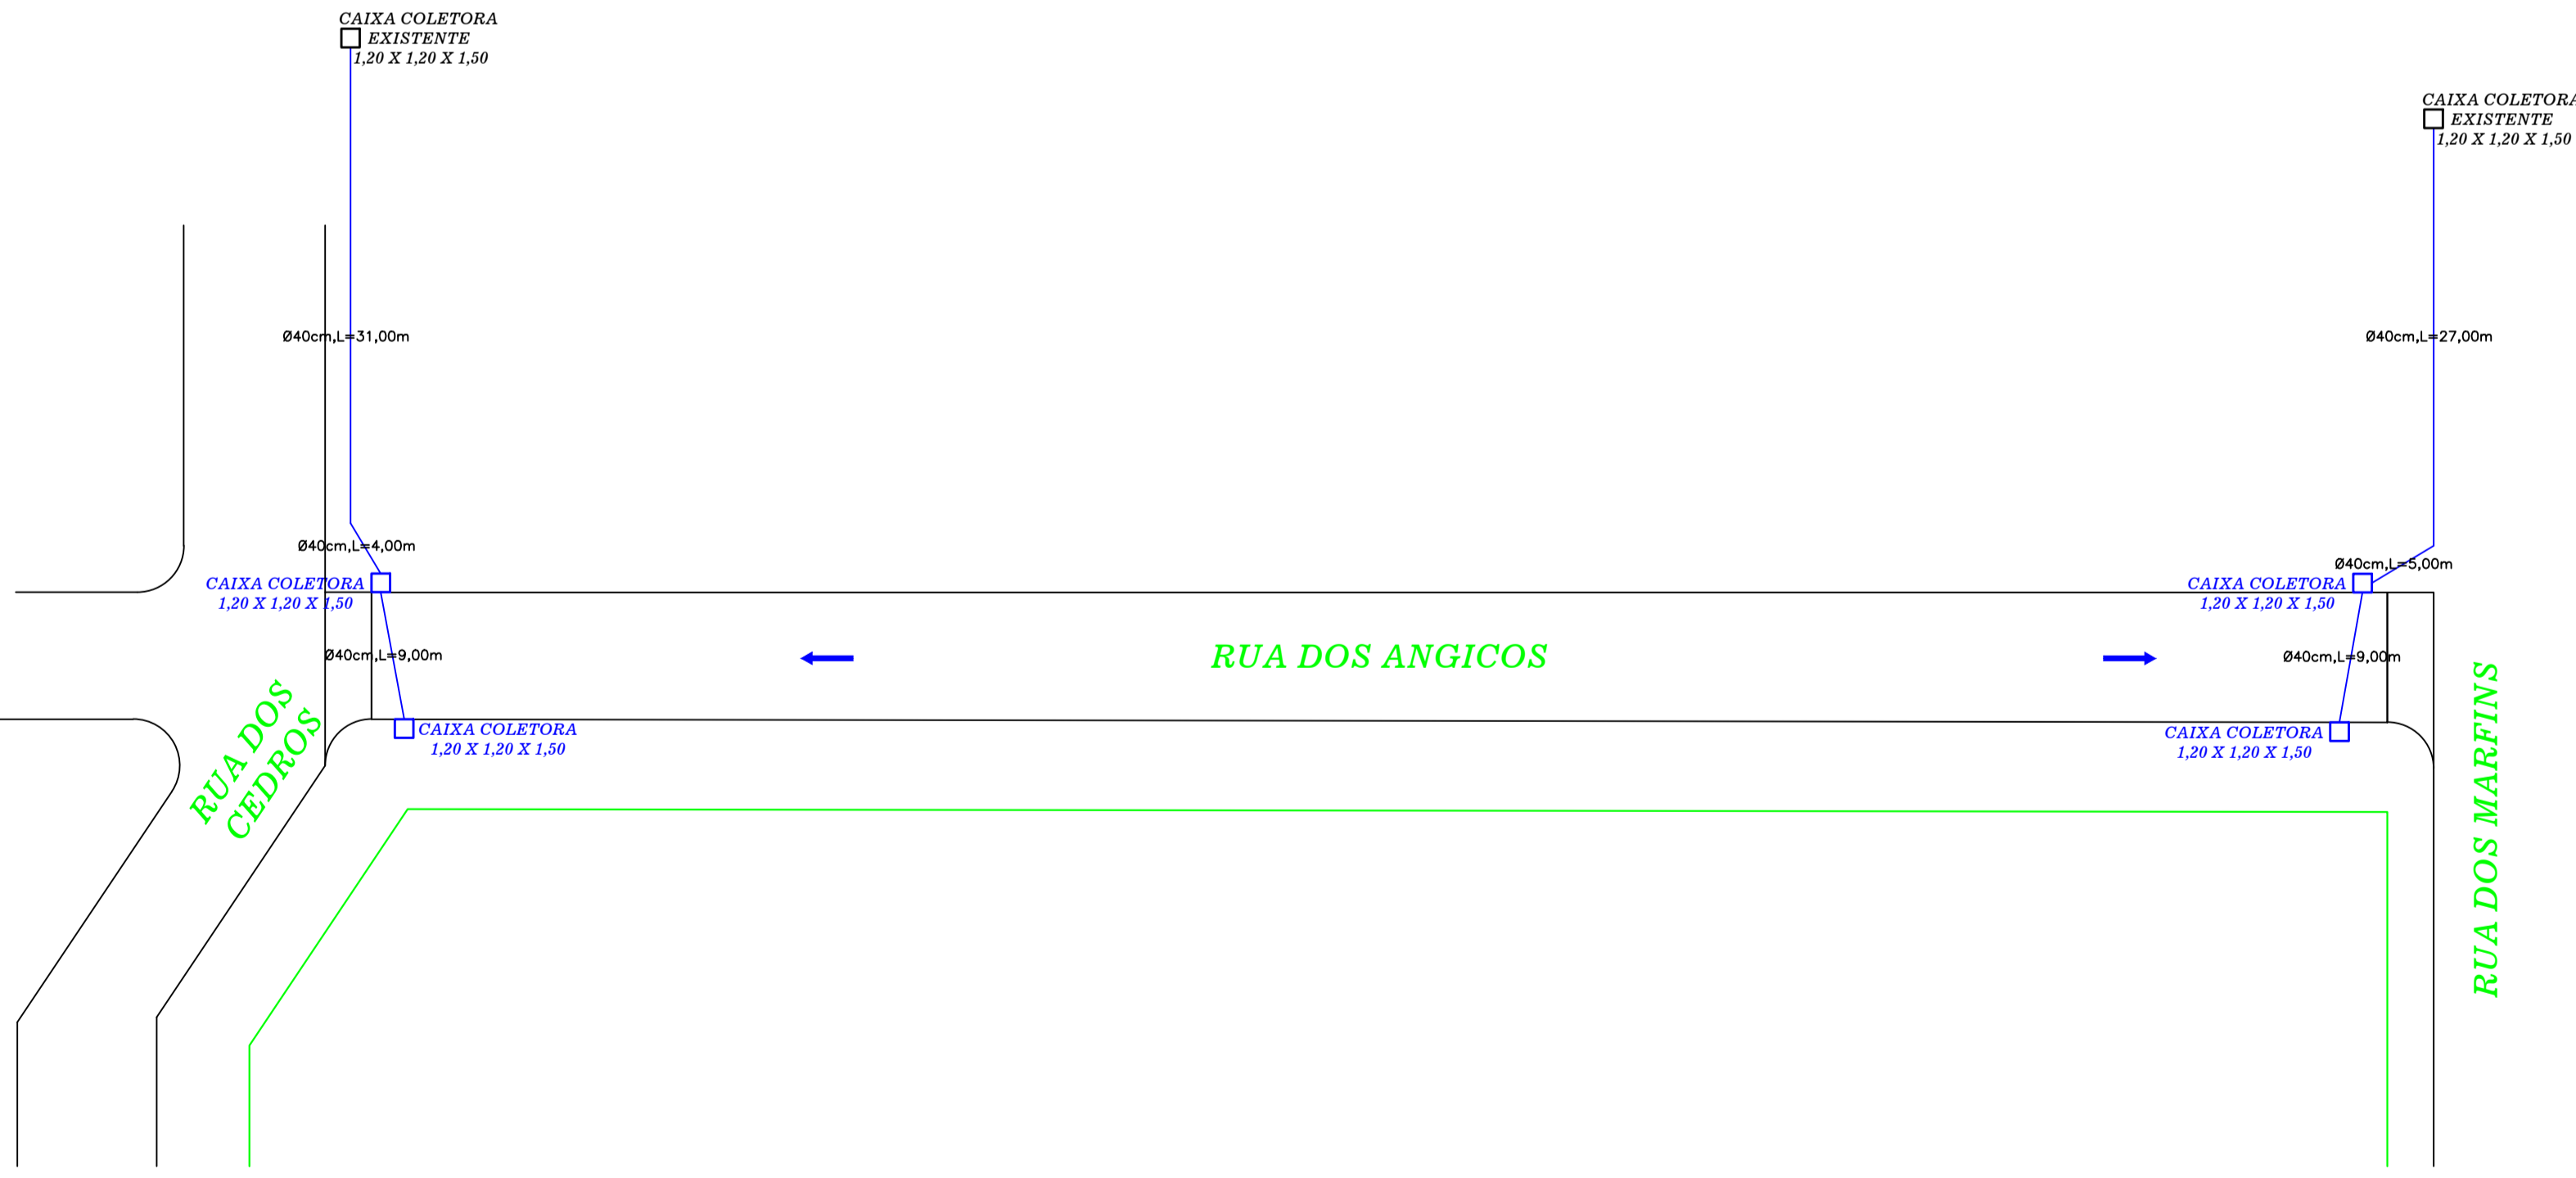 CAIXA COLETORA
EXISTENTE
1,20 X 1,20 X 1,50
CAIXA COLETORA
EXISTENTE
1,20 X 1,20 X 1,50
Ø40cm,L=31,00m
Ø40cm,L=27,00m
Ø40cm,L=4,00m
Ø40cm,L=5,00m
CAIXA COLETORA
1,20 X 1,20 X 1,50
CAIXA COLETORA
1,20 X 1,20 X 1,50
Ø40cm,L=9,00m
RUA DOS ANGICOS
Ø40cm,L=9,00m
CAIXA COLETORA
1,20 X 1,20 X 1,50
CAIXA COLETORA
1,20 X 1,20 X 1,50
RUA DOS
CEDROS
RUA DOS MARFINS